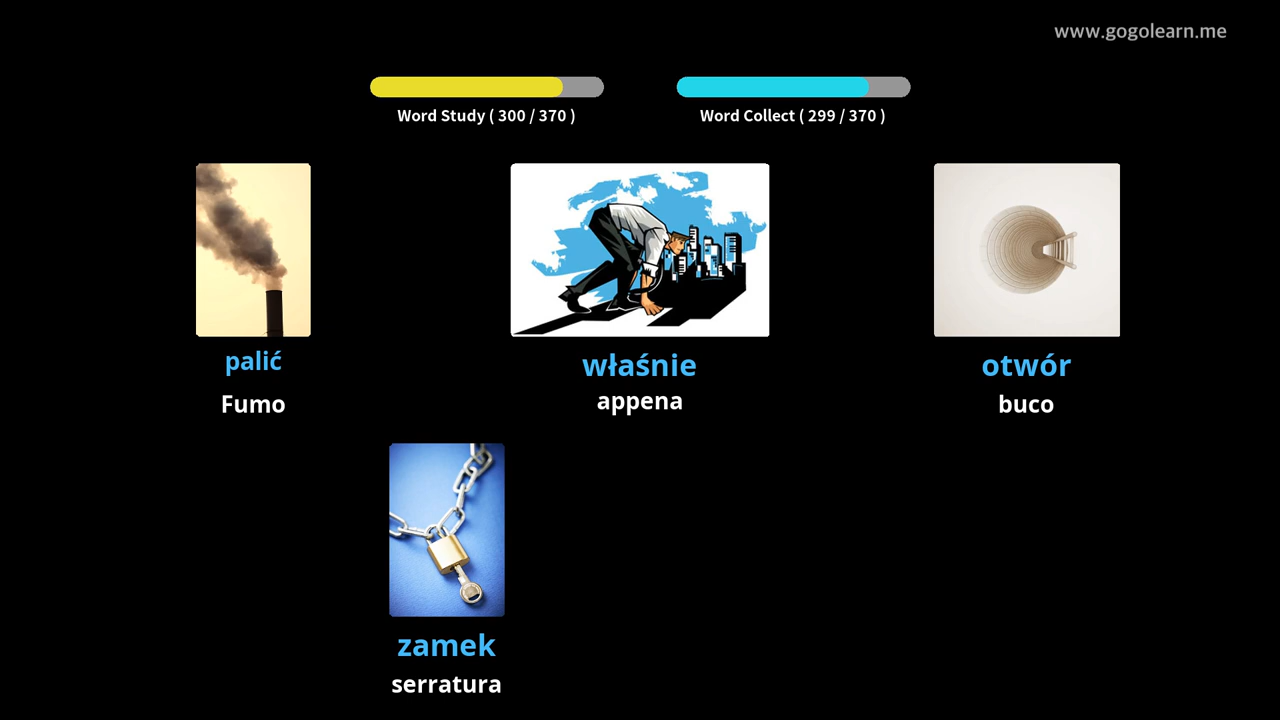 www.gogolearn.me
Word Study ( 300 / 370 )
Word Collect ( 299 / 370 )
palić
Fumo
właśnie
appena
otwór
buco
zamek
serratura